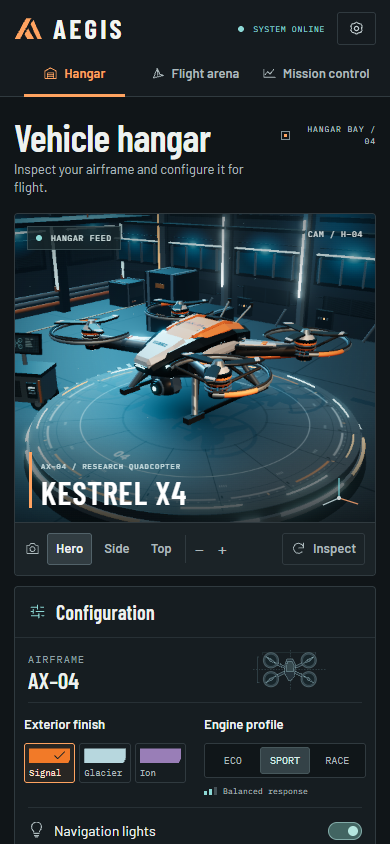 AEGIS
SYSTEM ONLINE
Hangar
Flight arena
Mission control
Vehicle hangar
HANGAR BAY /
04
Inspect your airframe and configure it for
flight.
HANGAR FEED
CAM / H-04
04
AX-04 / RESEARCH QUADCOPTER
KESTREL X4
Hero
Side
Top
− +
Inspect
Configuration
AIRFRAME
AX-04
Exterior finish
Engine profile
Signal
Glacier
Ion
ECO
SPORT
RACE
Balanced response
Navigation lights